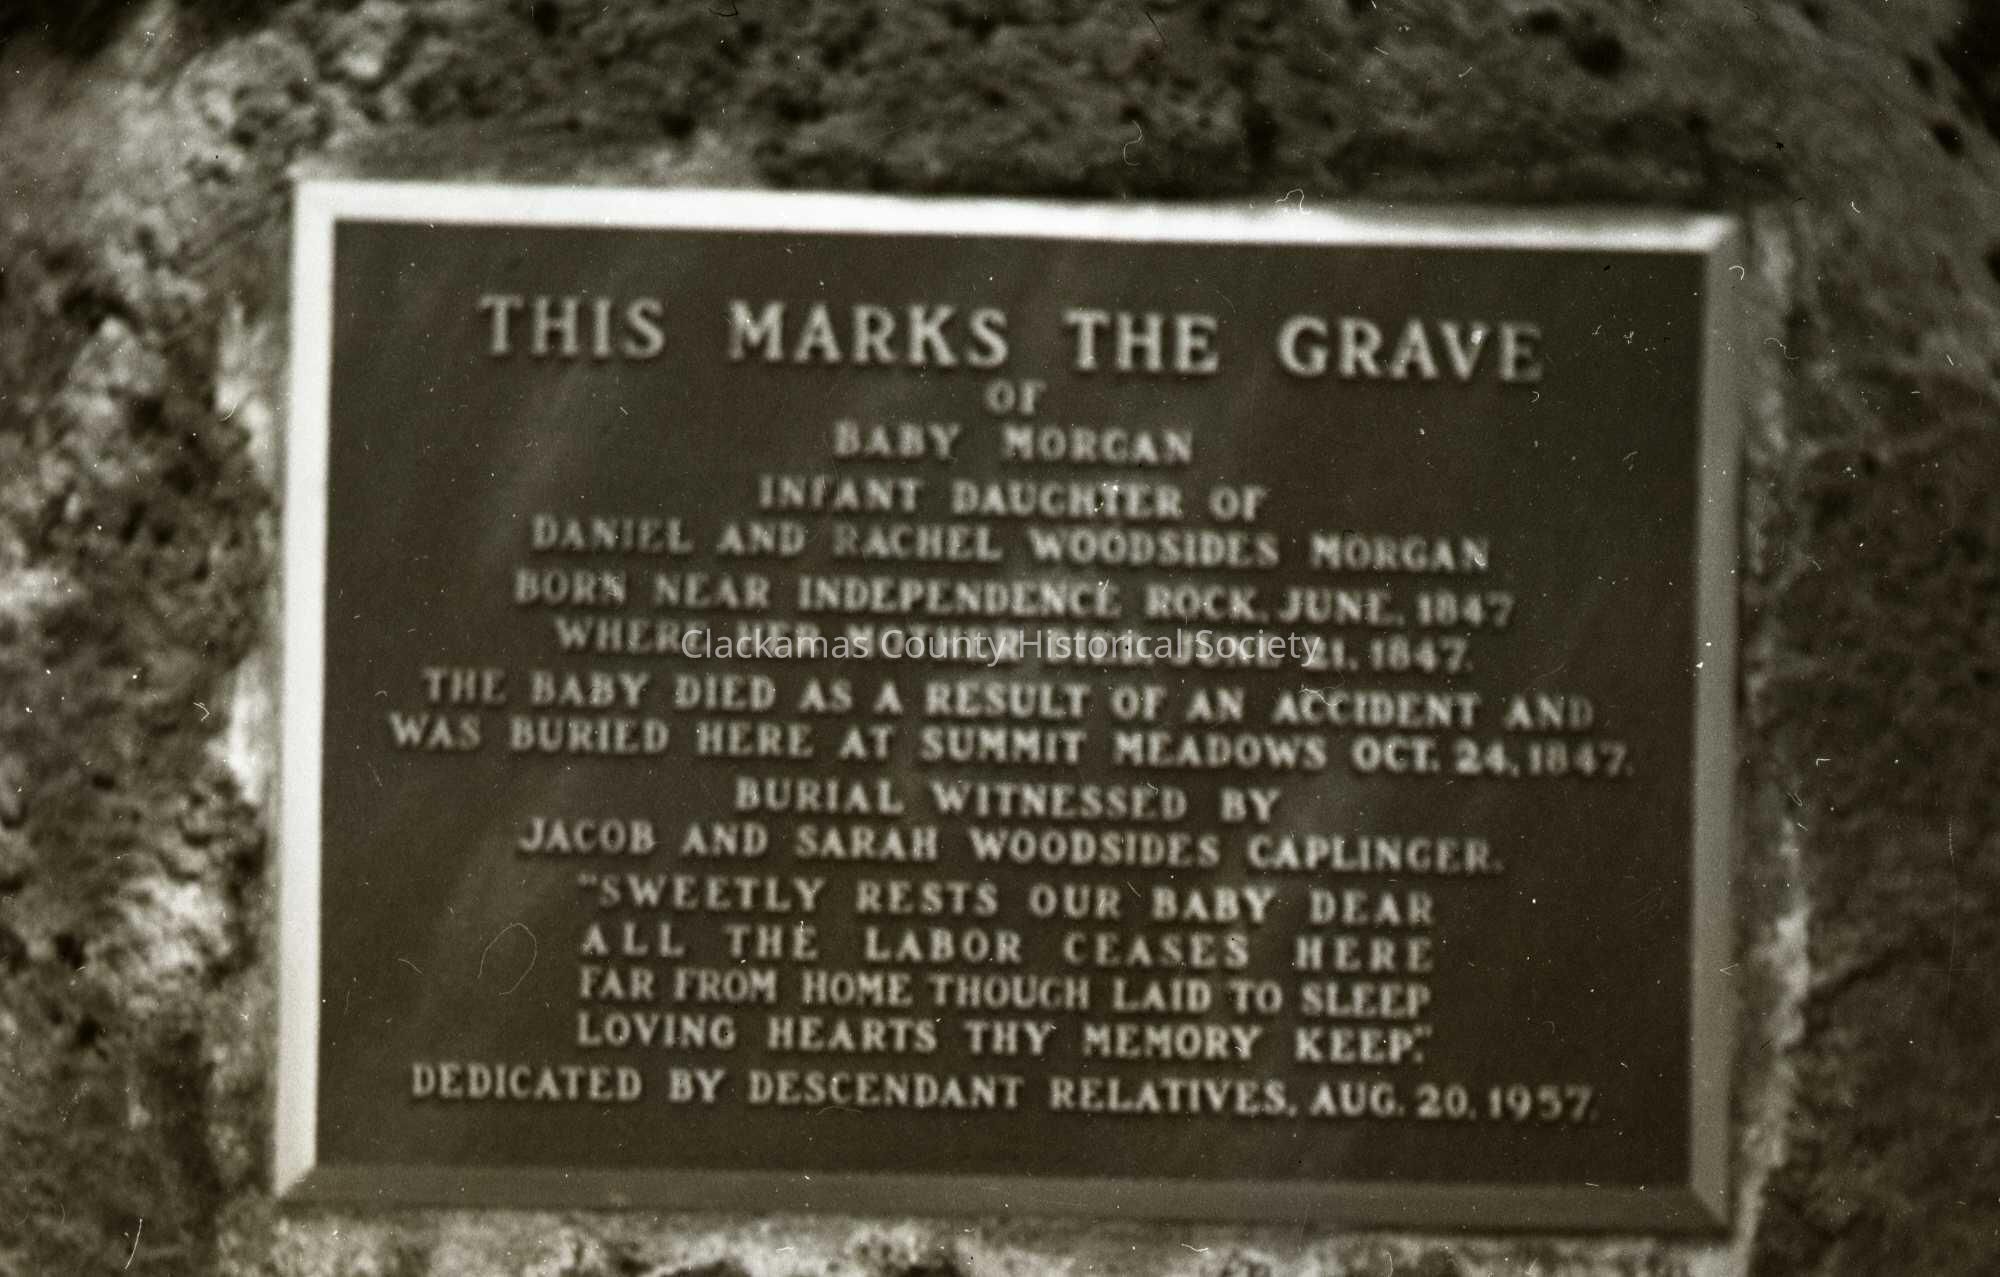 THIS MARKS THE GRAVE
OF
BABY MORGAN
INFANT DAUGHTER OF
DANIEL AND RACHEL WOODSIDES MORGAN
BORN NEAR INDEPENDENCE ROCK, JUNE, 1847
WHERE HER MOTHER DIED JUNE 21, 1847.
Clackamas County Historical Society
THE BABY DIED AS A RESULT OF AN ACCIDENT AND
WAS BURIED HERE AT SUMMIT MEADOWS OCT. 24, 1847.
BURIAL WITNESSED BY
JACOB AND SARAH WOODSIDES CAPLINGER.
"SWEETLY RESTS OUR BABY DEAR
ALL THE LABOR CEASES HERE
FAR FROM HOME THOUGH LAID TO SLEEP
LOVING HEARTS THY MEMORY KEEP."
DEDICATED BY DESCENDANT RELATIVES, AUG. 20, 1957.